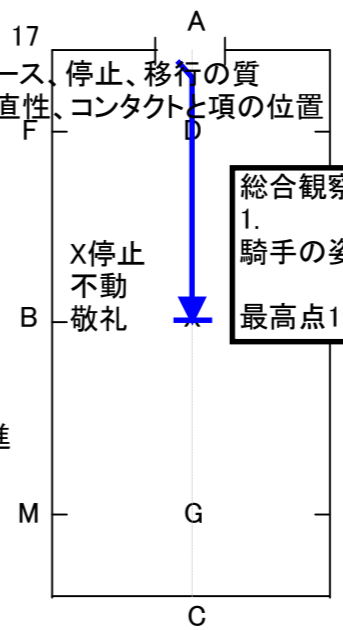 A
17
ース、停止、移行の質
直性、コンタクトと項の位置
F
D
総合観察
1.
騎手の姿
X停止
不動
敬礼
B
X
最高点1
進
M
G
C